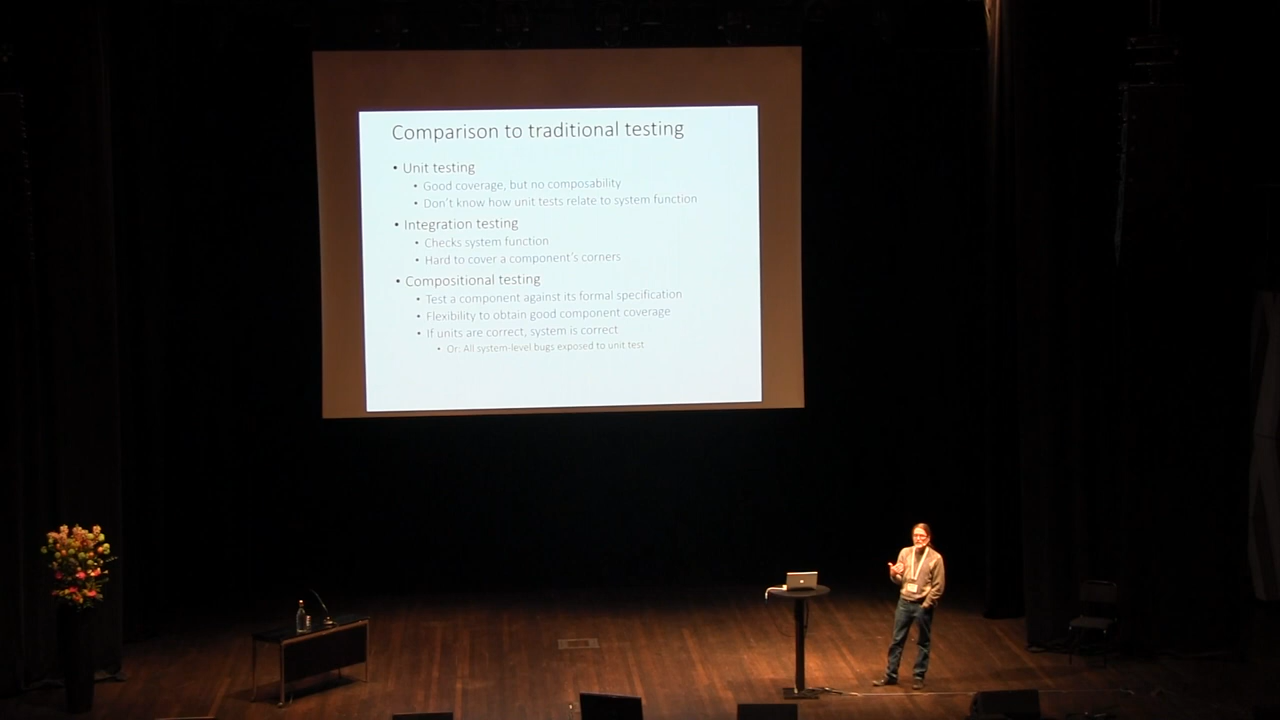 Comparison to traditional testing
• Unit testing
• Good coverage, but no composability
• Don't know how unit tests relate to system function
• Integration testing
• Checks system function
• Hard to cover a component's corners
• Compositional testing
• Test a component against its formal specification
• Flexibility to obtain good component coverage
• If units are correct, system is correct
• Or: All system-level bugs exposed to unit test